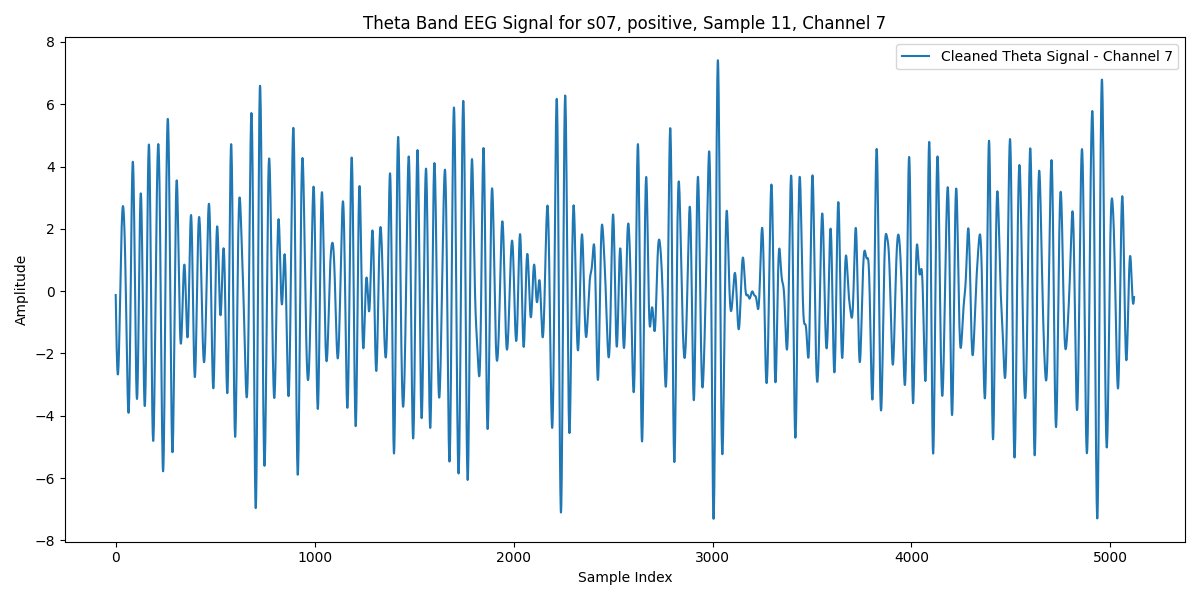 Theta Band EEG Signal for s07, positive, Sample 11, Channel 7
Cleaned Theta Signal - Channel 7
8
6
4
2
0
−2
−4
−6
−8
Amplitude
0 1000 2000 3000 4000 5000
Sample Index